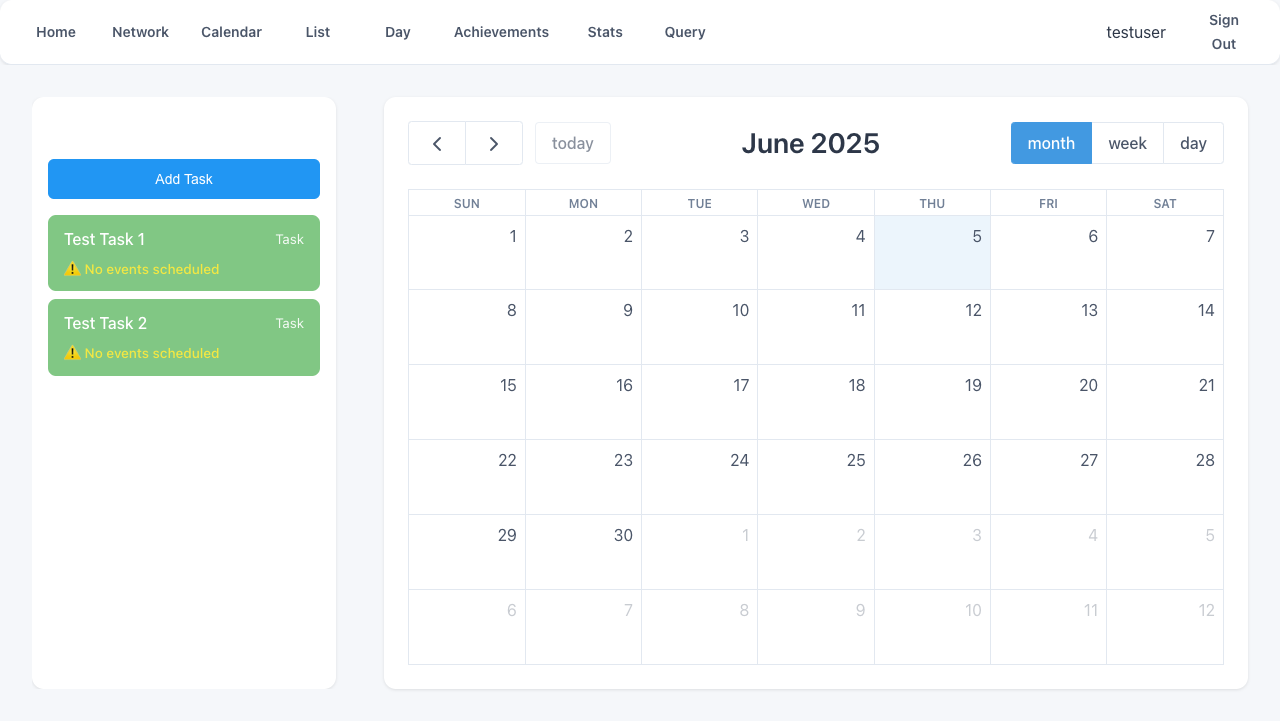 Home Network Calendar List Day Achievements Stats Query testuser Sign Out
Add Task
Test Task 1 Task
⚠️ No events scheduled
Test Task 2 Task
⚠️ No events scheduled
today June 2025 month week day
SUN MON TUE WED THU FRI SAT
1 2 3 4 5 6 7
8 9 10 11 12 13 14
15 16 17 18 19 20 21
22 23 24 25 26 27 28
29 30 1 2 3 4 5
6 7 8 9 10 11 12